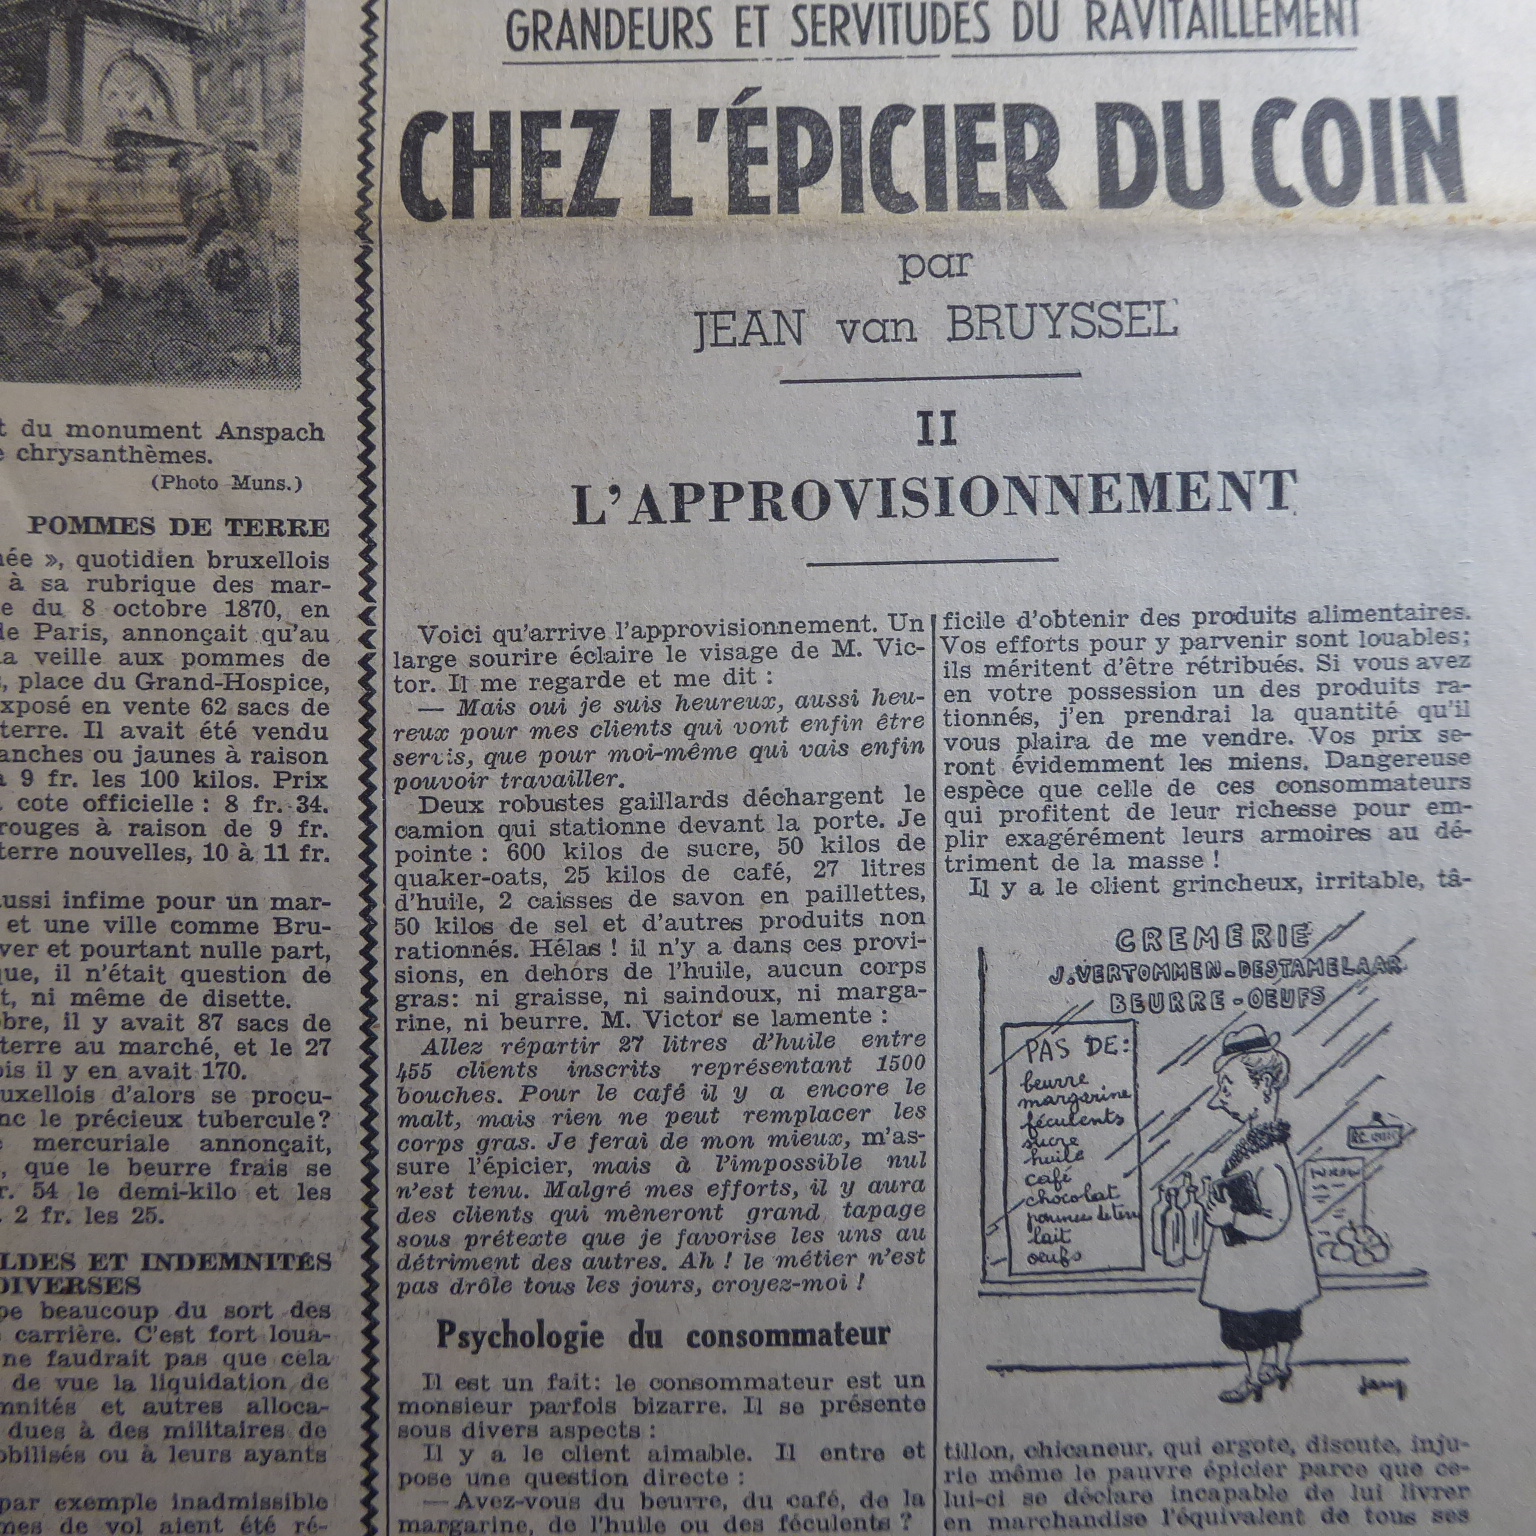 t du monument Anspach
chrysanthèmes.
(Photo Muns.)
POMMES DE TERRE
ée », quotidien bruxellois
à sa rubrique des mar-
e du 8 octobre 1870, en
de Paris, annonçait qu'au
la veille aux pommes de
, place du Grand-Hospice,
xposé en vente 62 sacs de
terre. Il avait été vendu
anches ou jaunes à raison
à 9 fr. les 100 kilos. Prix
cote officielle : 8 fr. 34.
rouges à raison de 9 fr.
terre nouvelles, 10 à 11 fr.
ussi infime pour un mar-
et une ville comme Bru-
ver et pourtant nulle part,
que, il n'était question de
t, ni même de disette.
bre, il y avait 87 sacs de
terre au marché, et le 27
is il y en avait 170.
uxellois d'alors se procu-
nc le précieux tubercule?
mercuriale annonçait,
, que le beurre frais se
r. 54 le demi-kilo et les
2 fr. les 25.
LDES ET INDEMNITÉS
DIVERSES
pe beaucoup du sort des
carrière. C'est fort loua-
ne faudrait pas que cela
de vue la liquidation de
mnités et autres alloca-
dues à des militaires de
obilisés ou à leurs ayants
par exemple inadmissible
mes de vol aient été ré-
GRANDEURS ET SERVITUDES DU RAVITAILLEMENT
CHEZ L'ÉPICIER DU COIN
par
JEAN van BRUYSSEL
II
L'APPROVISIONNEMENT
Voici qu'arrive l'approvisionnement. Un
large sourire éclaire le visage de M. Vic-
tor. Il me regarde et me dit :
— Mais oui je suis heureux, aussi heu-
reux pour mes clients qui vont enfin être
servis, que pour moi-même qui vais enfin
pouvoir travailler.
Deux robustes gaillards déchargent le
camion qui stationne devant la porte. Je
pointe : 600 kilos de sucre, 50 kilos de
quaker-oats, 25 kilos de café, 27 litres
d'huile, 2 caisses de savon en paillettes,
50 kilos de sel et d'autres produits non
rationnés. Hélas ! il n'y a dans ces provi-
sions, en dehors de l'huile, aucun corps
gras: ni graisse, ni saindoux, ni marga-
rine, ni beurre. M. Victor se lamente :
Allez répartir 27 litres d'huile entre
455 clients inscrits représentant 1500
bouches. Pour le café il y a encore le
malt, mais rien ne peut remplacer les
corps gras. Je ferai de mon mieux, m'as-
sure l'épicier, mais à l'impossible nul
n'est tenu. Malgré mes efforts, il y aura
des clients qui mèneront grand tapage
sous prétexte que je favorise les uns au
détriment des autres. Ah ! le métier n'est
pas drôle tous les jours, croyez-moi !
Psychologie du consommateur
Il est un fait: le consommateur est un
monsieur parfois bizarre. Il se présente
sous divers aspects :
Il y a le client aimable. Il entre et
pose une question directe :
— Avez-vous du beurre, du café, de la
margarine, de l'huile ou des féculents ?
ficile d'obtenir des produits alimentaires.
Vos efforts pour y parvenir sont louables;
ils méritent d'être rétribués. Si vous avez
en votre possession un des produits ra-
tionnés, j'en prendrai la quantité qu'il
vous plaira de me vendre. Vos prix se-
ront évidemment les miens. Dangereuse
espèce que celle de ces consommateurs
qui profitent de leur richesse pour em-
plir exagérément leurs armoires au dé-
triment de la masse !
Il y a le client grincheux, irritable, tâ-
CREMERIE
J. VERTOMMEN-DESTAMELAAR
BEURRE-OEUFS
PAS DE:
beurre
margarine
féculents
sucre
huile
café
chocolat
pommes de terre
lait
oeufs
tillon, chicaneur, qui ergote, discute, inju-
rie même le pauvre épicier parce que ce-
lui-ci se déclare incapable de lui livrer
en marchandise l'équivalent de tous ses